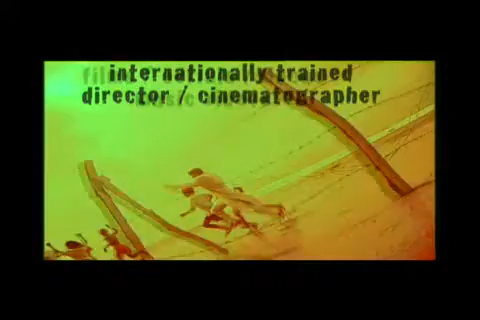 internationally trained
director / cinematographer